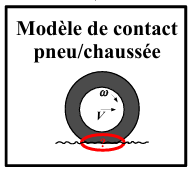 Modèle de contact
pneu/chaussée
ω
V